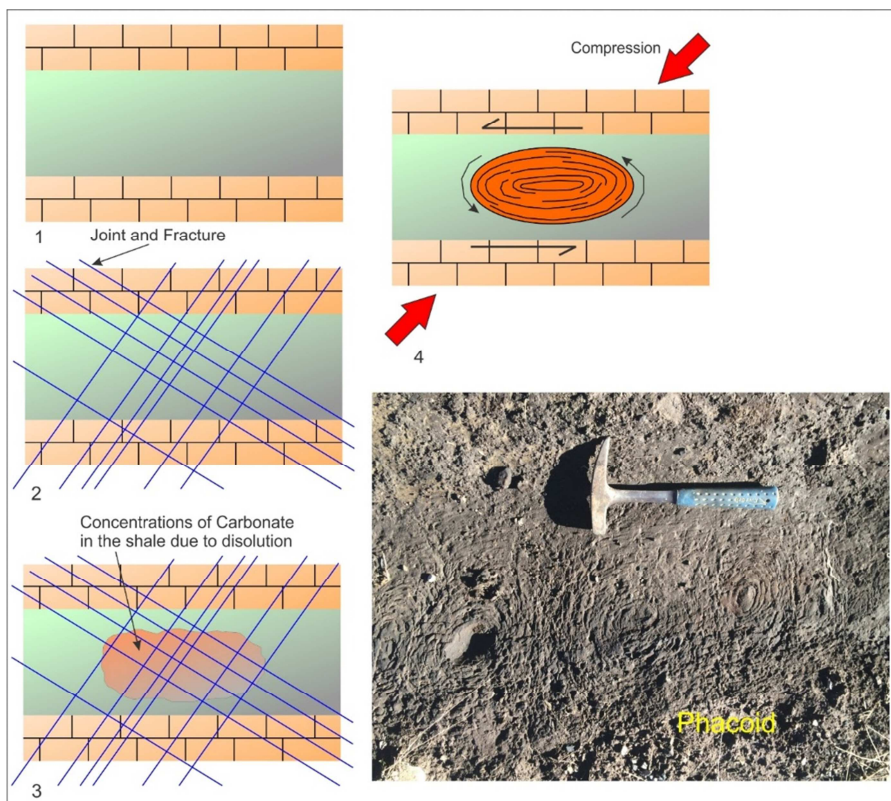 1
Joint and Fracture
2
Concentrations of Carbonate
in the shale due to disolution
3
Compression
4
Phacoid